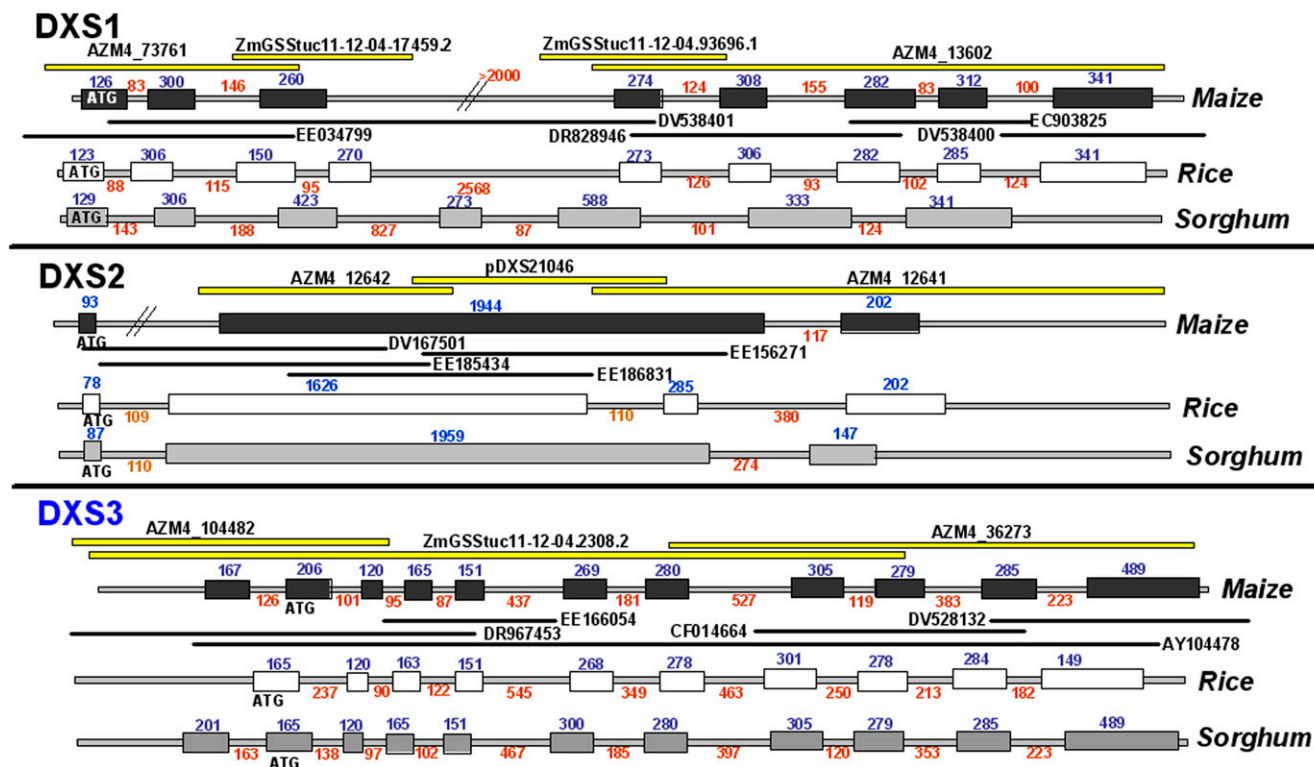 DXS1
AZM4_73761 ZmGSStuc11-12-04-17459.2 ZmGSStuc11-12-04.93696.1 AZM4_13602
126 83 300 146 260 >2000 274 124 308 155 282 83 312 100 341
ATG Maize
EE034799 DV538401 DR828946 DV538400 EC903825
123 306 150 270 273 306 282 285 341
ATG Rice
88 115 95 2568 126 93 102 124
129 306 423 273 588 333 341
ATG Sorghum
143 188 827 87 101 124
DXS2
AZM4_12642 pDXS21046 AZM4_12641
93 1944 202
Maize
ATG 117
DV167501 EE156271
EE185434
EE186831
78 1626 285 202
Rice
ATG 109 110 380
87 1959 147
Sorghum
ATG 110 274
DXS3
AZM4_104482 ZmGSStuc11-12-04.2308.2 AZM4_36273
167 206 120 165 151 269 280 305 279 285 489
Maize
126 ATG 101 95 87 437 181 527 119 383 223
EE166054 DV528132
DR967453 CF014664
AY104478
165 120 163 151 268 278 301 278 284 149
Rice
ATG 237 90 122 545 349 463 250 213 182
201 165 120 165 151 300 280 305 279 285 489
Sorghum
163 ATG 138 97 102 467 185 397 120 353 223